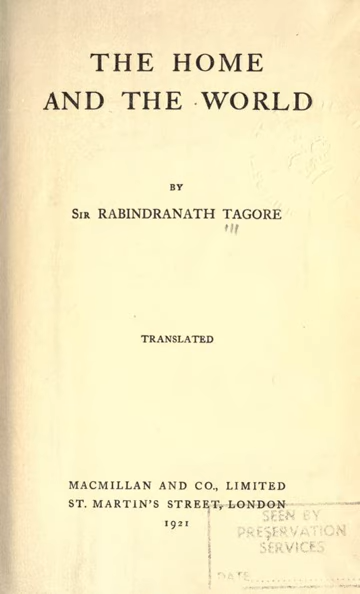 THE HOME
AND THE WORLD
BY
SIR RABINDRANATH TAGORE
TRANSLATED
MACMILLAN AND CO., LIMITED
ST. MARTIN'S STREET, LONDON
1921
SEEN BY
PRESERVATION
SERVICES
DATE